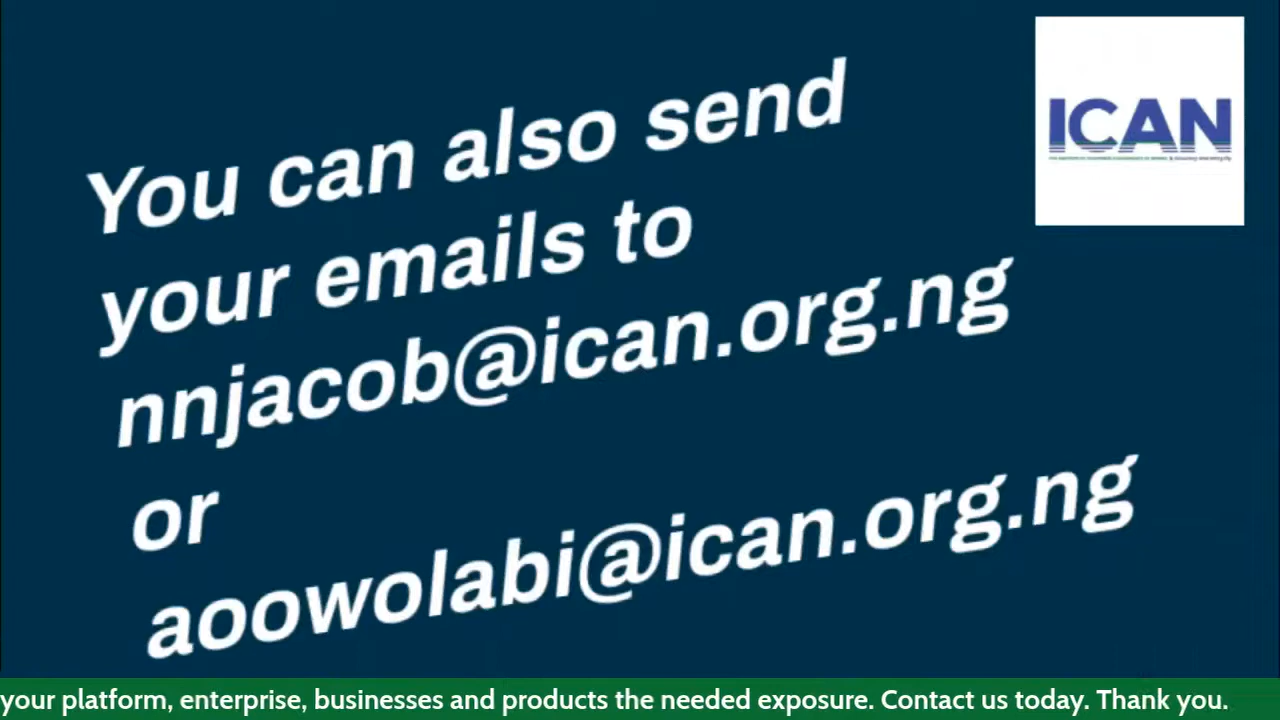 You can also send
your emails to
nnjacob@ican.org.ng
or
aoowolabi@ican.org.ng
ICAN
your platform, enterprise, businesses and products the needed exposure. Contact us today. Thank you.